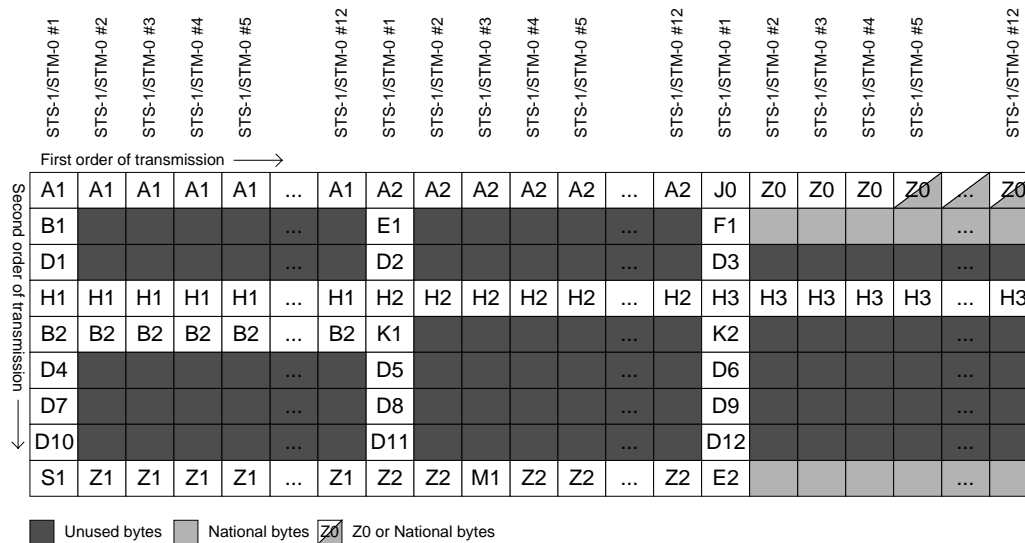 STS-1/STM-0 #1 STS-1/STM-0 #2 STS-1/STM-0 #3 STS-1/STM-0 #4 STS-1/STM-0 #5 STS-1/STM-0 #12 STS-1/STM-0 #1 STS-1/STM-0 #2 STS-1/STM-0 #3 STS-1/STM-0 #4 STS-1/STM-0 #5 STS-1/STM-0 #12 STS-1/STM-0 #1 STS-1/STM-0 #2 STS-1/STM-0 #3 STS-1/STM-0 #4 STS-1/STM-0 #5 STS-1/STM-0 #12
First order of transmission
Second order of transmission
A1 A1 A1 A1 A1 ... A1 A2 A2 A2 A2 A2 ... A2 J0 Z0 Z0 Z0 Z0 ... Z0
B1 ... E1 ... F1 ...
D1 ... D2 ... D3 ...
H1 H1 H1 H1 H1 ... H1 H2 H2 H2 H2 H2 ... H2 H3 H3 H3 H3 H3 ... H3
B2 B2 B2 B2 B2 ... B2 K1 ... K2 ...
D4 ... D5 ... D6 ...
D7 ... D8 ... D9 ...
D10 ... D11 ... D12 ...
S1 Z1 Z1 Z1 Z1 ... Z1 Z2 Z2 M1 Z2 Z2 ... Z2 E2 ...
Unused bytes National bytes Z0 Z0 or National bytes